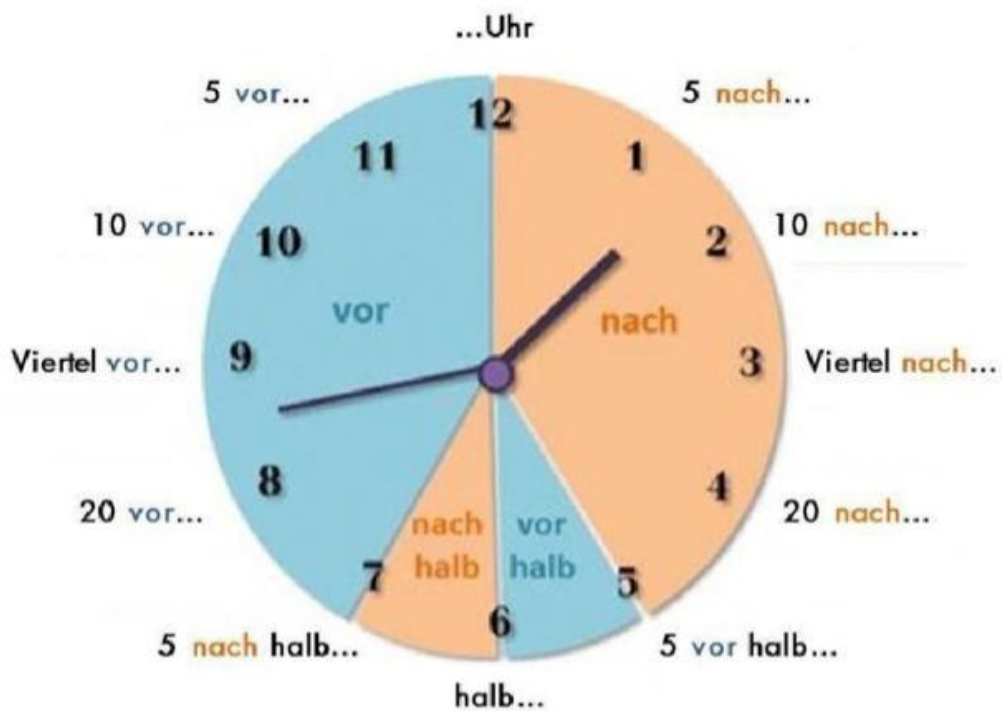 ...Uhr
5 vor...
5 nach...
12
11
1
10 vor...
10
2
10 nach...
vor
nach
Viertel vor...
9
3
Viertel nach...
8
4
20 vor...
20 nach...
nach
halb
vor
halb
7
5
6
5 nach halb...
5 vor halb...
halb...